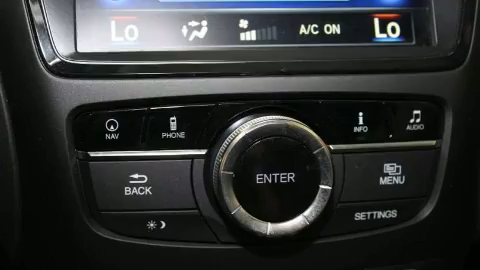 Lo A/C ON Lo
NAV PHONE INFO AUDIO
BACK ENTER MENU
SETTINGS